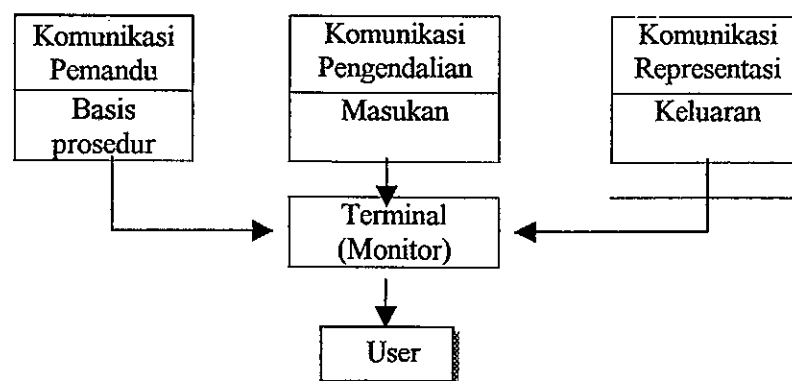 Komunikasi
Pemandu
Basis
prosedur
Komunikasi
Pengendalian
Masukan
Komunikasi
Representasi
Keluaran
Terminal
(Monitor)
User